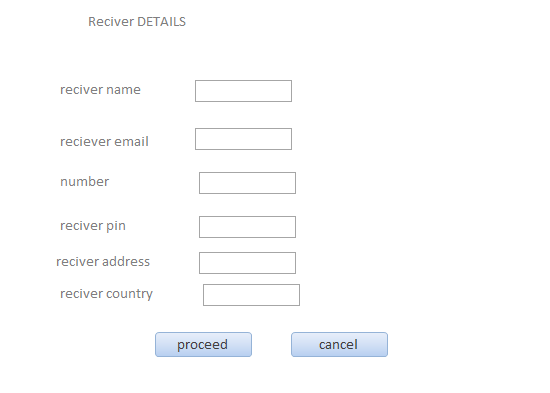 Reciver DETAILS
reciver name
reciever email
number
reciver pin
reciver address
reciver country
proceed cancel